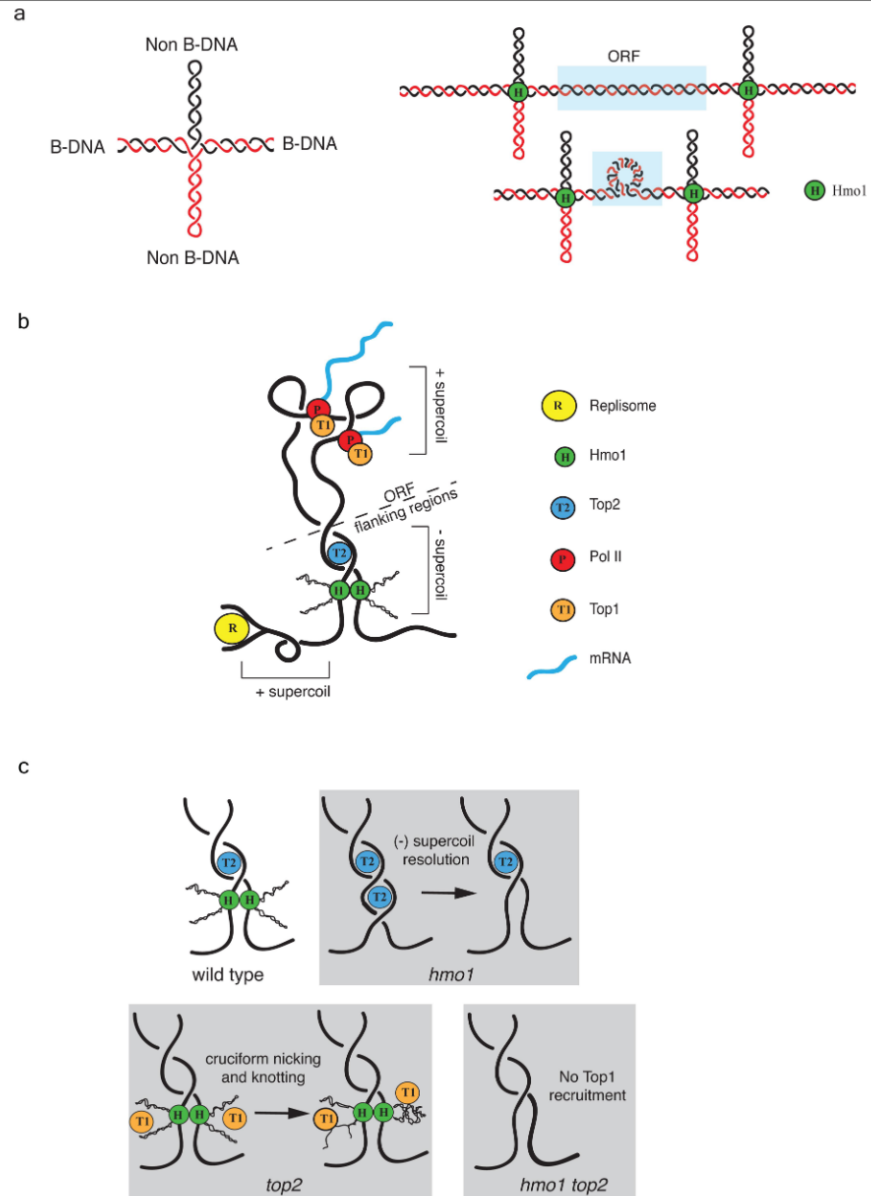 a
Non B-DNA
B-DNA
B-DNA
Non B-DNA
ORF
H
H
H
H
H
Hmo1
b
+ supercoil
P
T1
P
T1
ORF
flanking regions
- supercoil
T2
H
H
R
+ supercoil
R
Replisome
H
Hmo1
T2
Top2
P
Pol II
T1
Top1
mRNA
c
T2
H
H
wild type
T2
T2
(-) supercoil
resolution
T2
hmo1
T1
H
H
T1
cruciform nicking
and knotting
T1
H
H
T1
top2
No Top1
recruitment
hmo1 top2